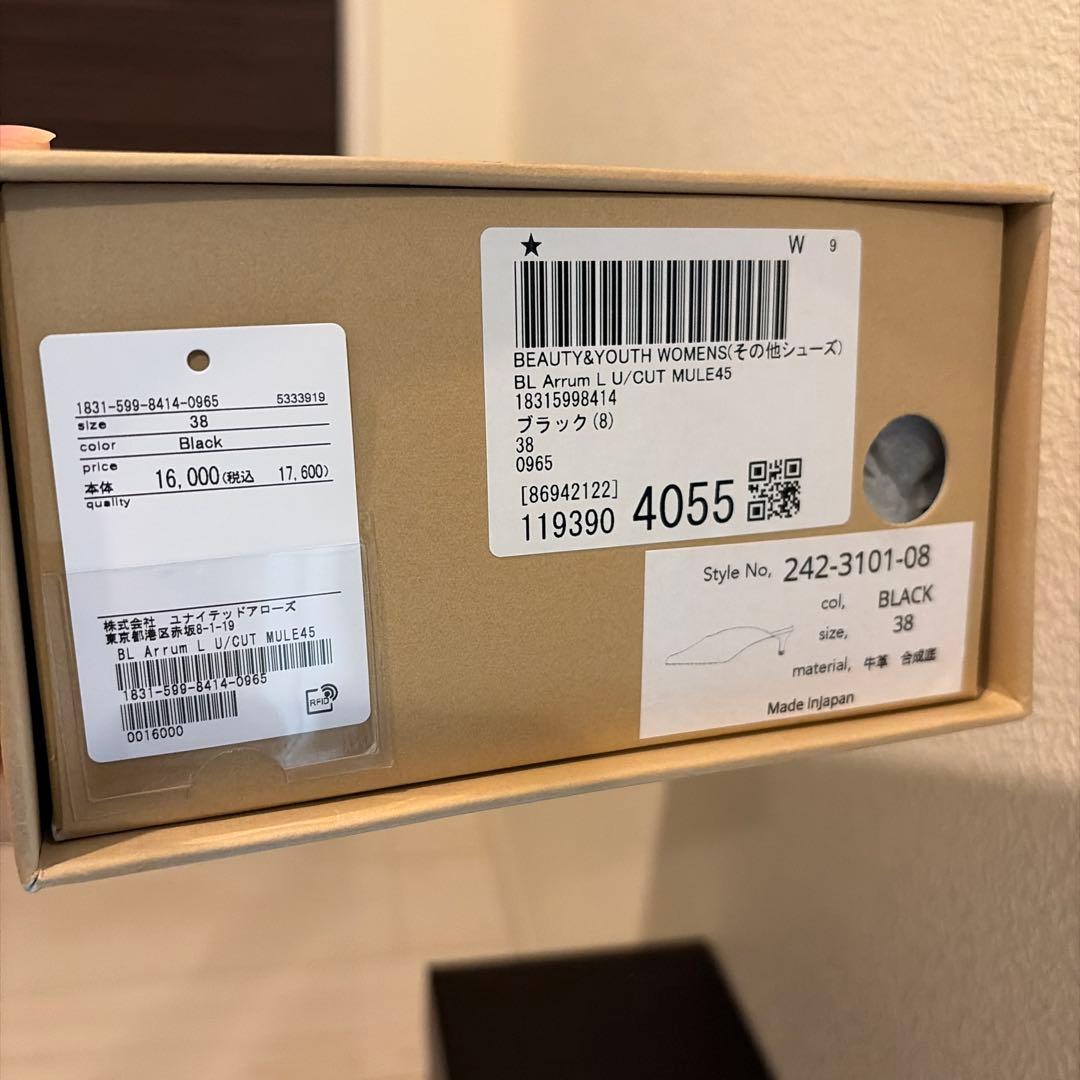 1831-599-8414-0965 5333919
size 38
color Black
price
本体 16,000(税込 17,600)
quality
株式会社 ユナイテッドアローズ
東京都港区赤坂8-1-19
BL Arrum L U/CUT MULE45
1831-599-8414-0965
0016000
RFID
★ W 9
BEAUTY&YOUTH WOMENS(その他シューズ)
BL Arrum L U/CUT MULE45
18315998414
ブラック(8)
38
0965
[86942122]
119390 4055
Style No, 242-3101-08
col, BLACK
size, 38
material, 牛革 合成底
Made InJapan